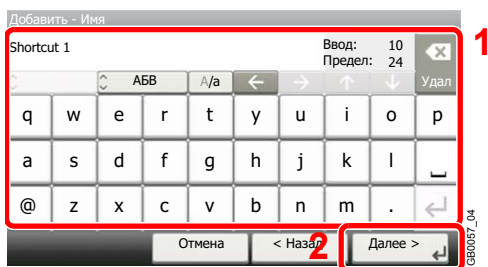 Добавить - Имя
Shortcut 1
Ввод: 10
Предел: 24
Удал
АБВ A/a
q w e r t y u i o p
a s d f g h j k l
@ z x c v b n m .
Отмена < Назад Далее >
1
2
GB0057_04